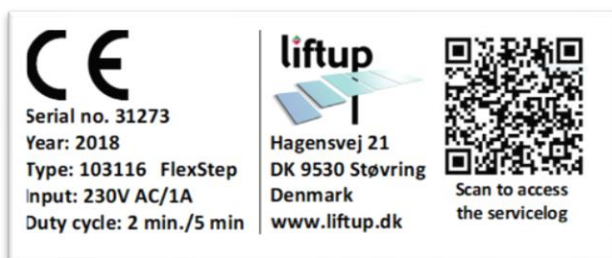 CE
Serial no. 31273
Year: 2018
Type: 103116 FlexStep
Input: 230V AC/1A
Duty cycle: 2 min./5 min
liftup
Hagensvej 21
DK 9530 Støvring
Denmark
www.liftup.dk
Scan to access
the servicelog